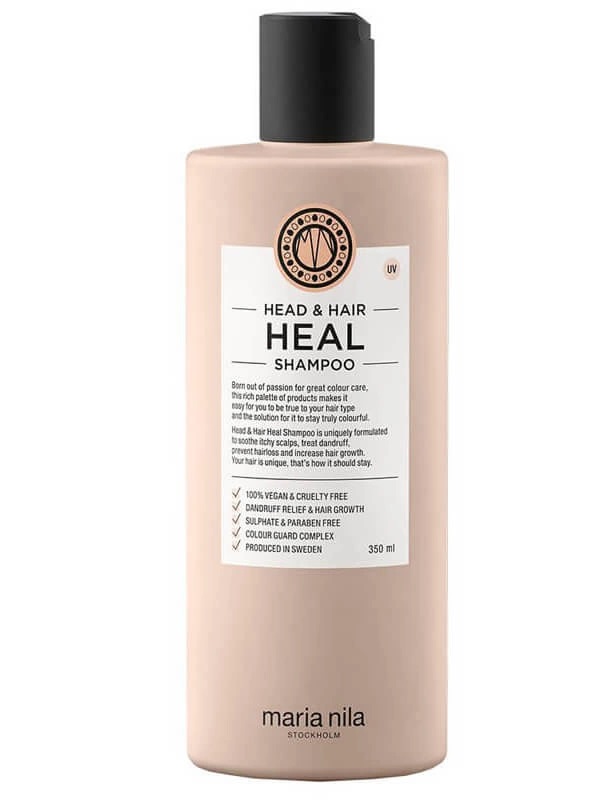 MN
UV
HEAD & HAIR
HEAL
SHAMPOO
Born out of passion for great colour care,
this rich palette of products makes it
easy for you to be true to your hair type
and the solution for it to stay truly colourful.
Head & Hair Heal Shampoo is uniquely formulated
to soothe itchy scalps, treat dandruff,
prevent hairloss and increase hair growth.
Your hair is unique, that's how it should stay.
100% VEGAN & CRUELTY FREE
DANDRUFF RELIEF & HAIR GROWTH
SULPHATE & PARABEN FREE
COLOUR GUARD COMPLEX
PRODUCED IN SWEDEN 350 ml
maria nila
STOCKHOLM